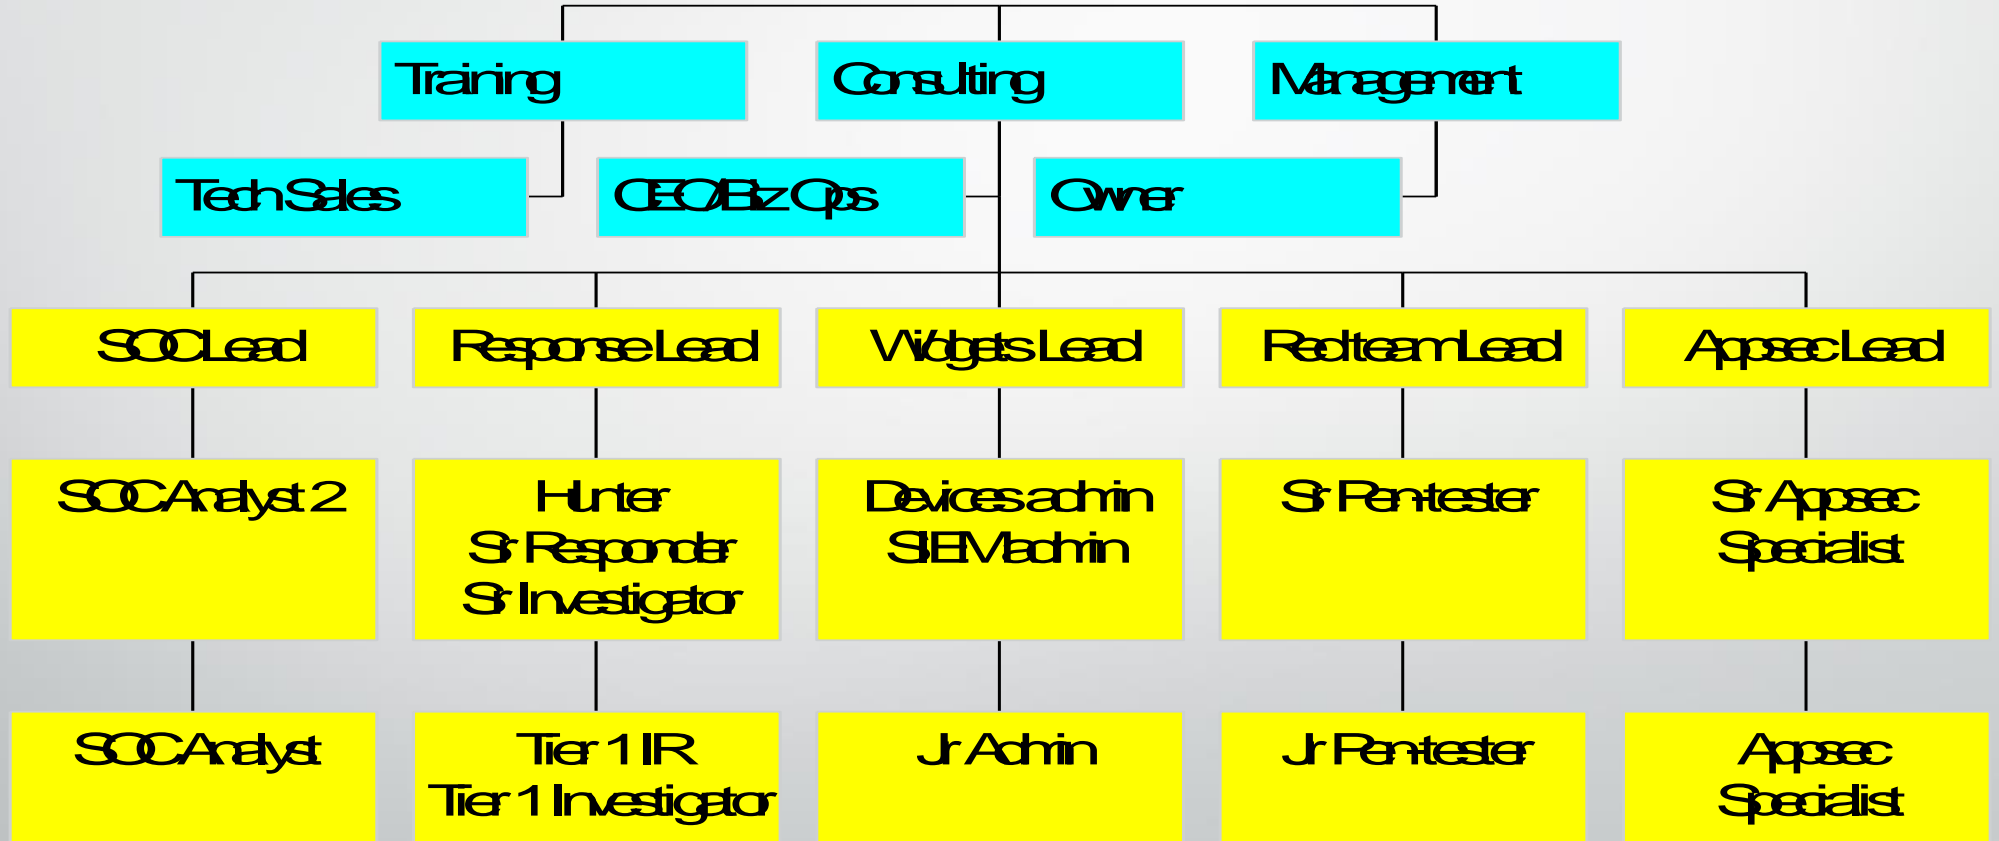 Training
Consulting
Management
Tech Sales
CEO/Biz Ops
Owner
SOC Lead
Response Lead
Widgets Lead
Red team Lead
Appsec Lead
SOC Analyst 2
Hunter
Sr Responder
Sr Investigator
Devices admin
SIEM admin
Sr Pen-tester
Sr Appsec
Specialist
SOC Analyst
Tier 1 IR
Tier 1 Investigator
Jr Admin
Jr Pen-tester
Appsec
Specialist